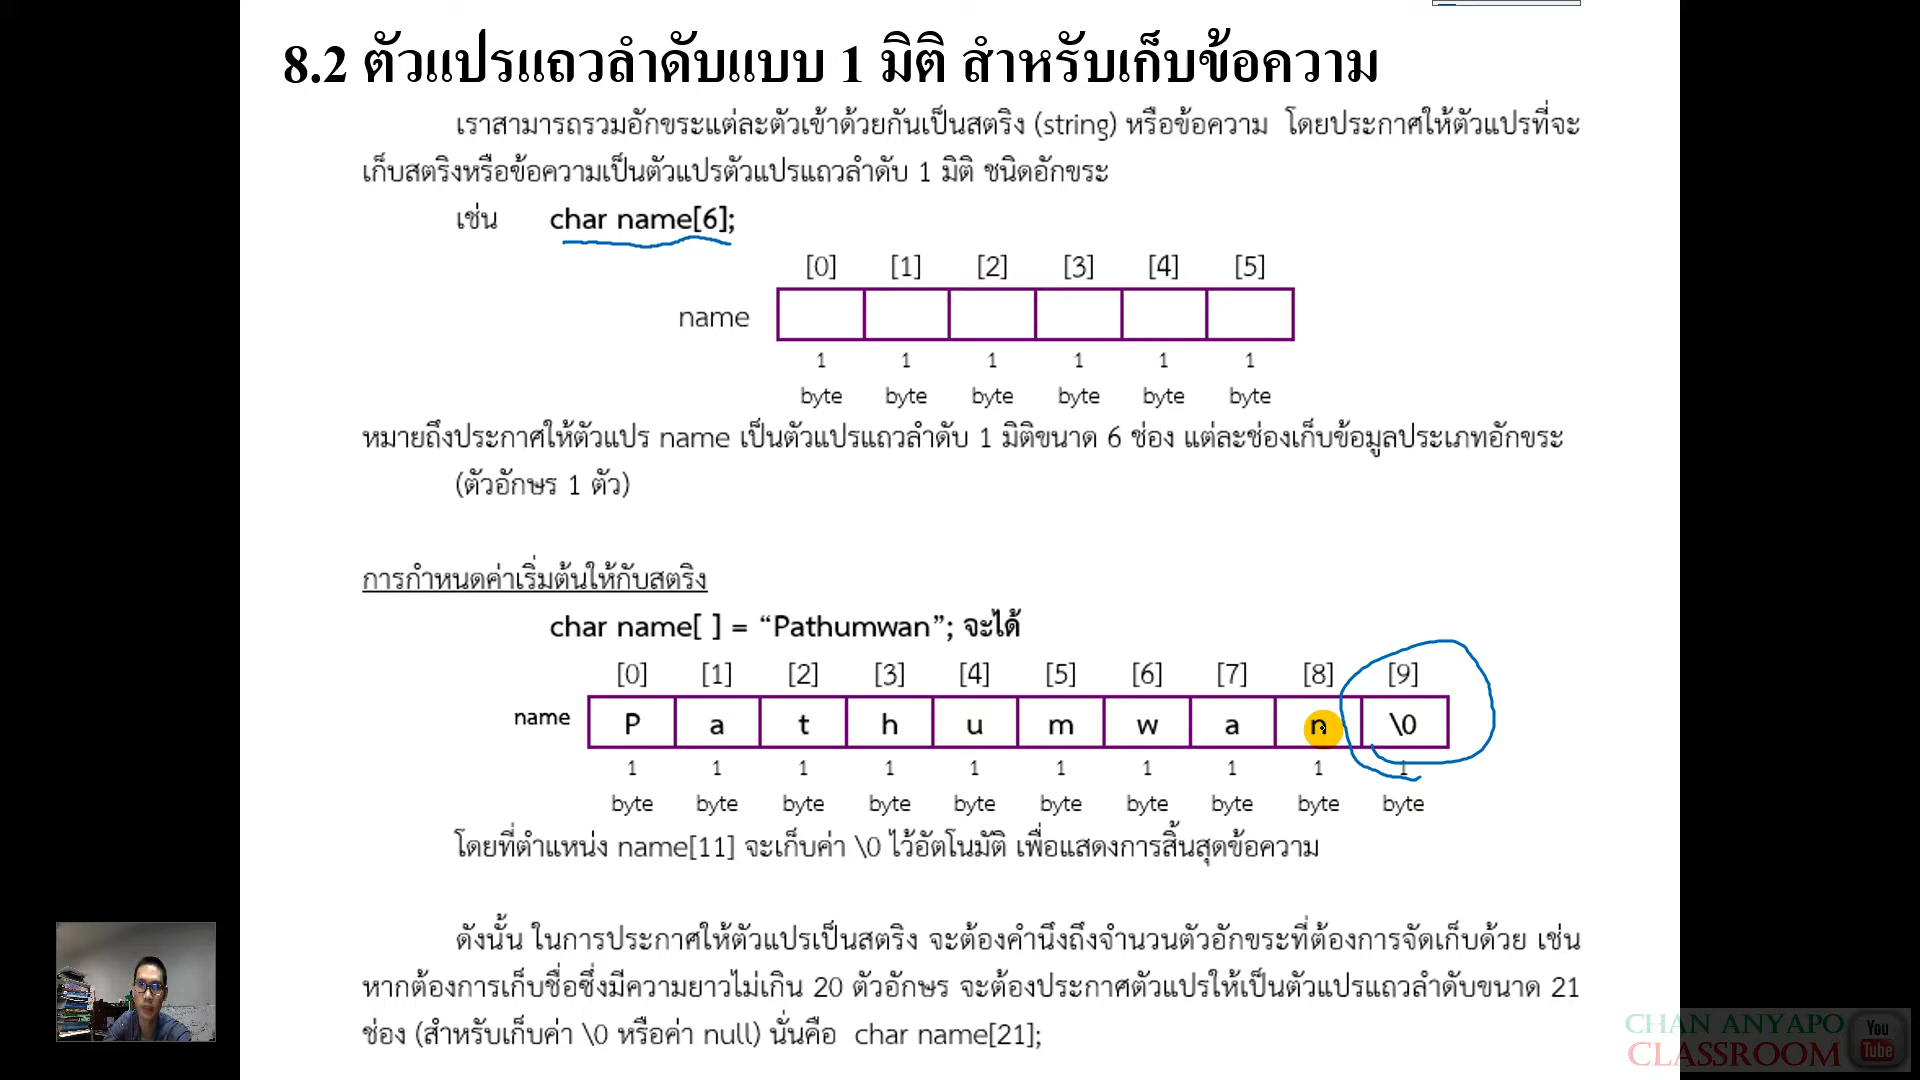 8.2 ตัวแปรแถวลำดับแบบ 1 มิติ สำหรับเก็บข้อความ
เราสามารถรวมอักขระแต่ละตัวเข้าด้วยกันเป็นสตริง (string) หรือข้อความ โดยประกาศให้ตัวแปรที่จะ
เก็บสตริงหรือข้อความเป็นตัวแปรตัวแปรแถวลำดับ 1 มิติ ชนิดอักขระ
เช่น char name[6];
[0] [1] [2] [3] [4] [5]
name
1 1 1 1 1 1
byte byte byte byte byte byte
หมายถึงประกาศให้ตัวแปร name เป็นตัวแปรแถวลำดับ 1 มิติขนาด 6 ช่อง แต่ละช่องเก็บข้อมูลประเภทอักขระ
(ตัวอักษร 1 ตัว)
การกำหนดค่าเริ่มต้นให้กับสตริง
char name[ ] = “Pathumwan”; จะได้
[0] [1] [2] [3] [4] [5] [6] [7] [8] [9]
name P a t h u m w a n \0
1 1 1 1 1 1 1 1 1 1
byte byte byte byte byte byte byte byte byte byte
โดยที่ตำแหน่ง name[11] จะเก็บค่า \0 ไว้อัตโนมัติ เพื่อแสดงการสิ้นสุดข้อความ
ดังนั้น ในการประกาศให้ตัวแปรเป็นสตริง จะต้องคำนึงถึงจำนวนตัวอักขระที่ต้องการจัดเก็บด้วย เช่น
หากต้องการเก็บชื่อซึ่งมีความยาวไม่เกิน 20 ตัวอักษร จะต้องประกาศตัวแปรให้เป็นตัวแปรแถวลำดับขนาด 21
ช่อง (สำหรับเก็บค่า \0 หรือค่า null) นั่นคือ char name[21];
CHAN ANYAPO
CLASSROOM
You
Tube